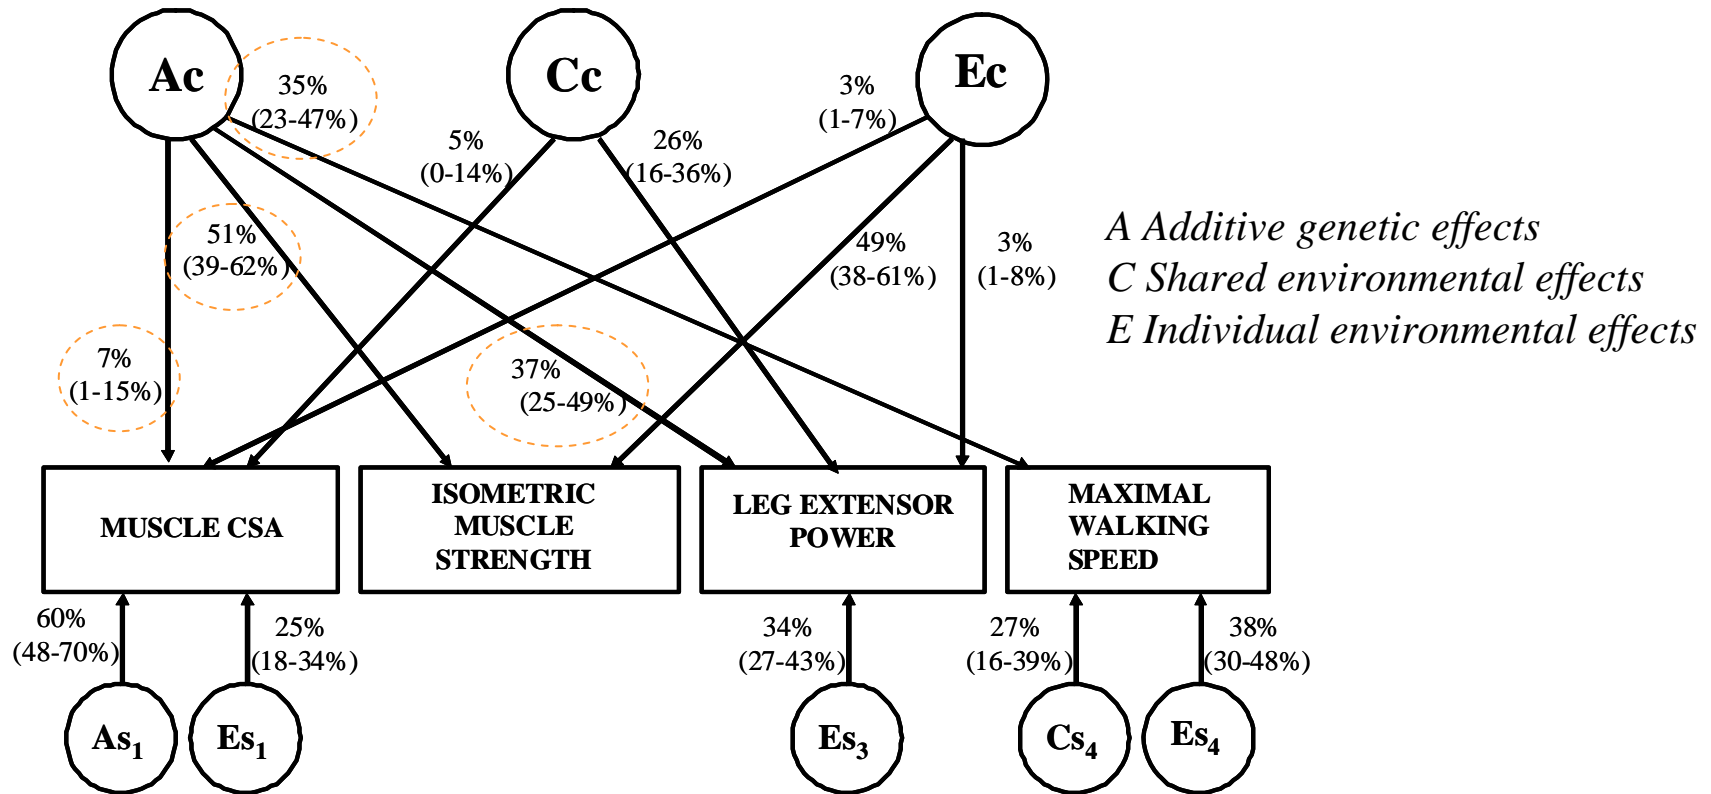 Ac
35%
(23-47%)
Cc
Ec
3%
(1-7%)
5%
(0-14%)
26%
(16-36%)
51%
(39-62%)
49%
(38-61%)
3%
(1-8%)
A Additive genetic effects
C Shared environmental effects
E Individual environmental effects
7%
(1-15%)
37%
(25-49%)
MUSCLE CSA
ISOMETRIC
MUSCLE
STRENGTH
LEG EXTENSOR
POWER
MAXIMAL
WALKING
SPEED
60%
(48-70%)
25%
(18-34%)
34%
(27-43%)
27%
(16-39%)
38%
(30-48%)
As1
Es1
Es3
Cs4
Es4